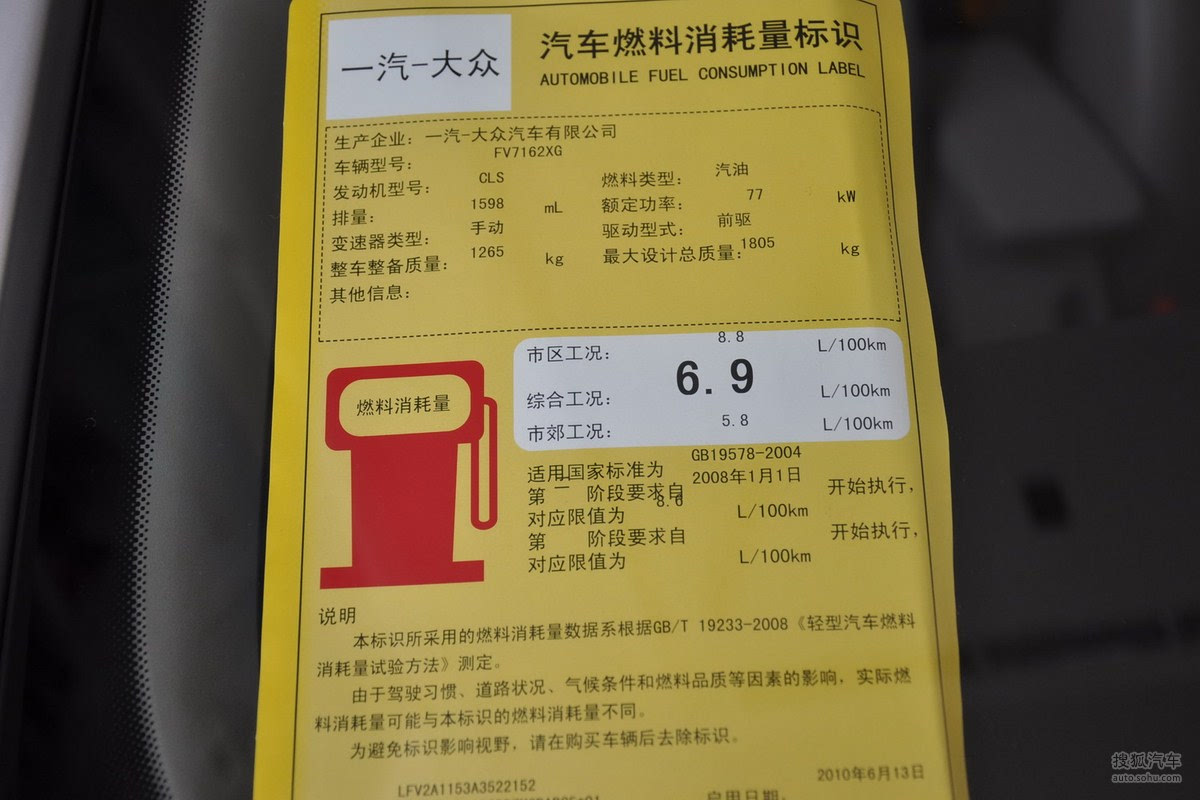 一汽-大众
汽车燃料消耗量标识
AUTOMOBILE FUEL CONSUMPTION LABEL
生产企业: 一汽-大众汽车有限公司
车辆型号: FV7162XG
发动机型号: CLS 燃料类型: 汽油
排量: 1598 mL 额定功率: 77 kW
变速器类型: 手动 驱动型式: 前驱
整车整备质量: 1265 kg 最大设计总质量: 1805 kg
其他信息:
燃料消耗量
市区工况: 8.8 L/100km
综合工况: 6.9 L/100km
市郊工况: 5.8 L/100km
适用国家标准为 GB19578-2004
第二 阶段要求自 2008年1月1日 开始执行,
对应限值为 8.6 L/100km
第 阶段要求自 开始执行,
对应限值为 L/100km
说明
本标识所采用的燃料消耗量数据系根据GB/T 19233-2008《轻型汽车燃料
消耗量试验方法》测定。
由于驾驶习惯、道路状况、气候条件和燃料品质等因素的影响，实际燃
料消耗量可能与本标识的燃料消耗量不同。
为避免标识影响视野，请在购买车辆后去除标识。
LFV2A1153A3522152
启用日期: 2010年6月13日
搜狐汽车
auto.sohu.com